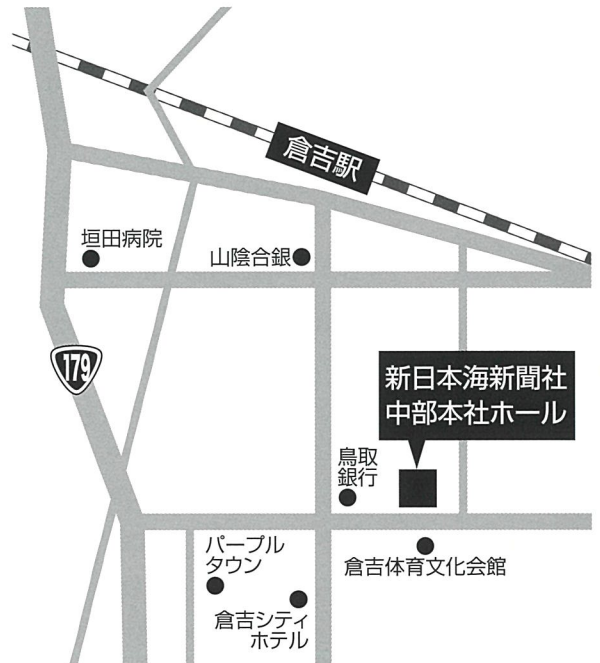 倉吉駅
垣田病院
山陰合銀
179
新日本海新聞社
中部本社ホール
鳥取
銀行
倉吉体育文化会館
パープル
タウン
倉吉シティ
ホテル